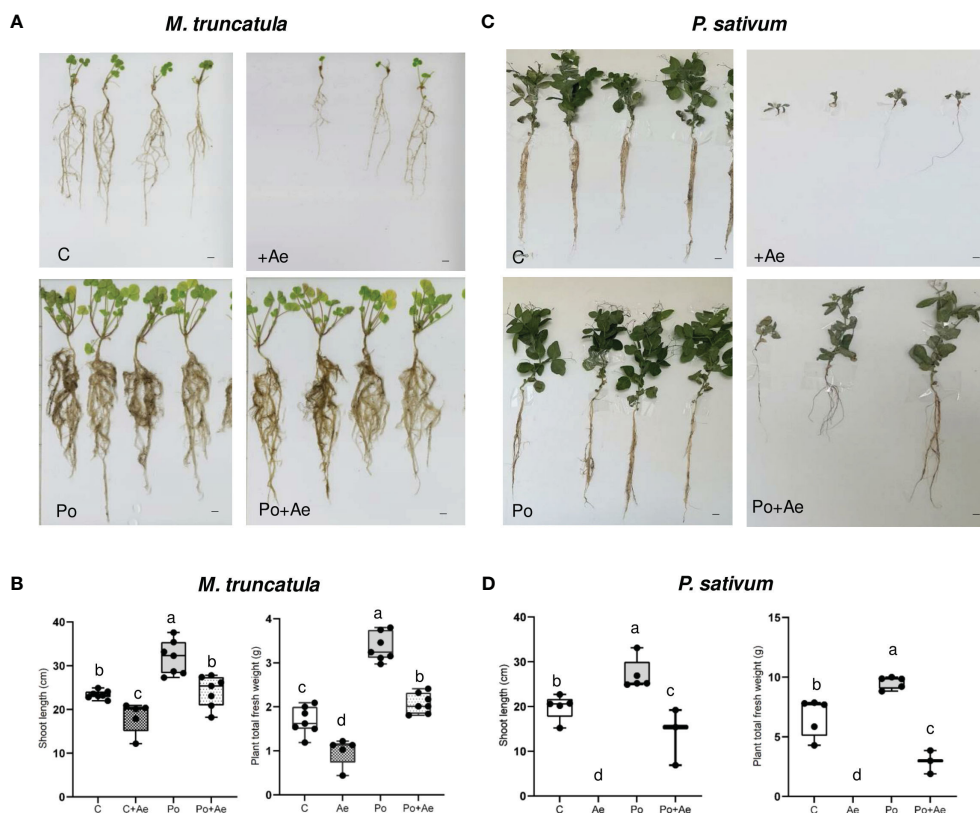 A
M. truncatula
C
P. sativum
C
+Ae
C
+Ae
Po
Po+Ae
Po
Po+Ae
B
M. truncatula
D
P. sativum
Shoot length (cm)
40
30
20
10
0
b
c
a
b
C
C+Ae
Po
Po+Ae
Plant total fresh weight (g)
4
3
2
1
0
c
d
a
b
C
Ae
Po
Po+Ae
Shoot length (cm)
40
30
20
10
0
b
d
a
c
C
Ae
Po
Po+Ae
Plant total fresh weight (g)
15
10
5
0
b
d
a
c
C
Ae
Po
Po+Ae